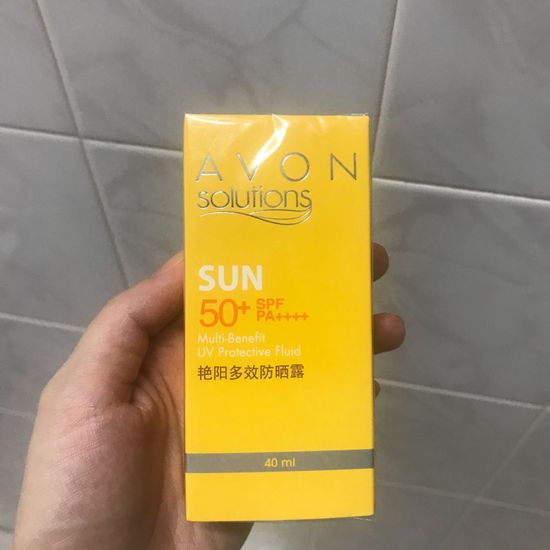 AVON
solutions
SUN
50+ SPF
PA++++
Multi-Benefit
UV Protective Fluid
艳阳多效防晒露
40 ml